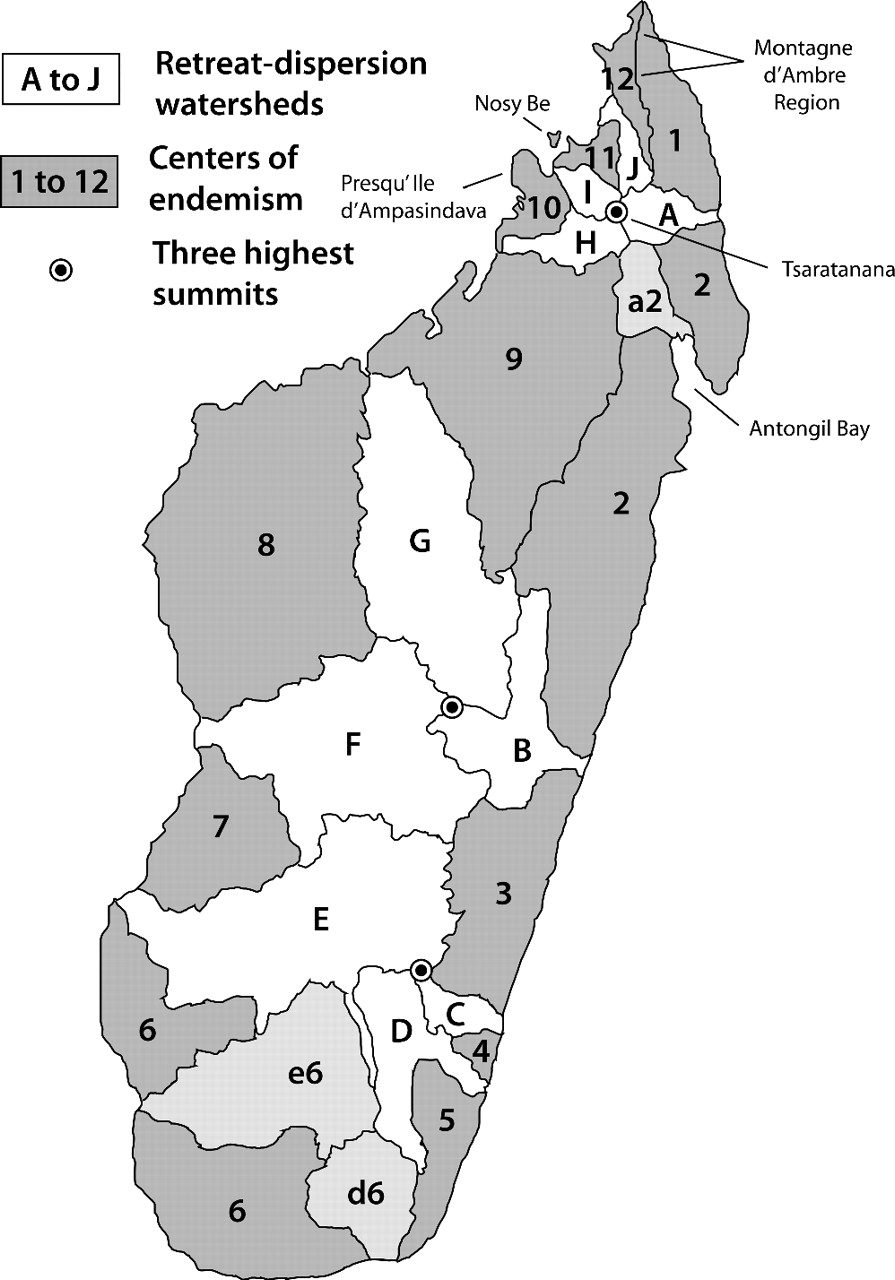 A to J
Retreat-dispersion
watersheds
1 to 12
Centers of
endemism
Three highest
summits
Montagne
d'Ambre
Region
Nosy Be
Presqu'Ile
d'Ampasindava
Tsaratanana
Antongil Bay
12
1
11
J
I
10
A
H
2
a2
9
2
G
8
F
B
7
3
E
C
D
6
4
e6
5
d6
6